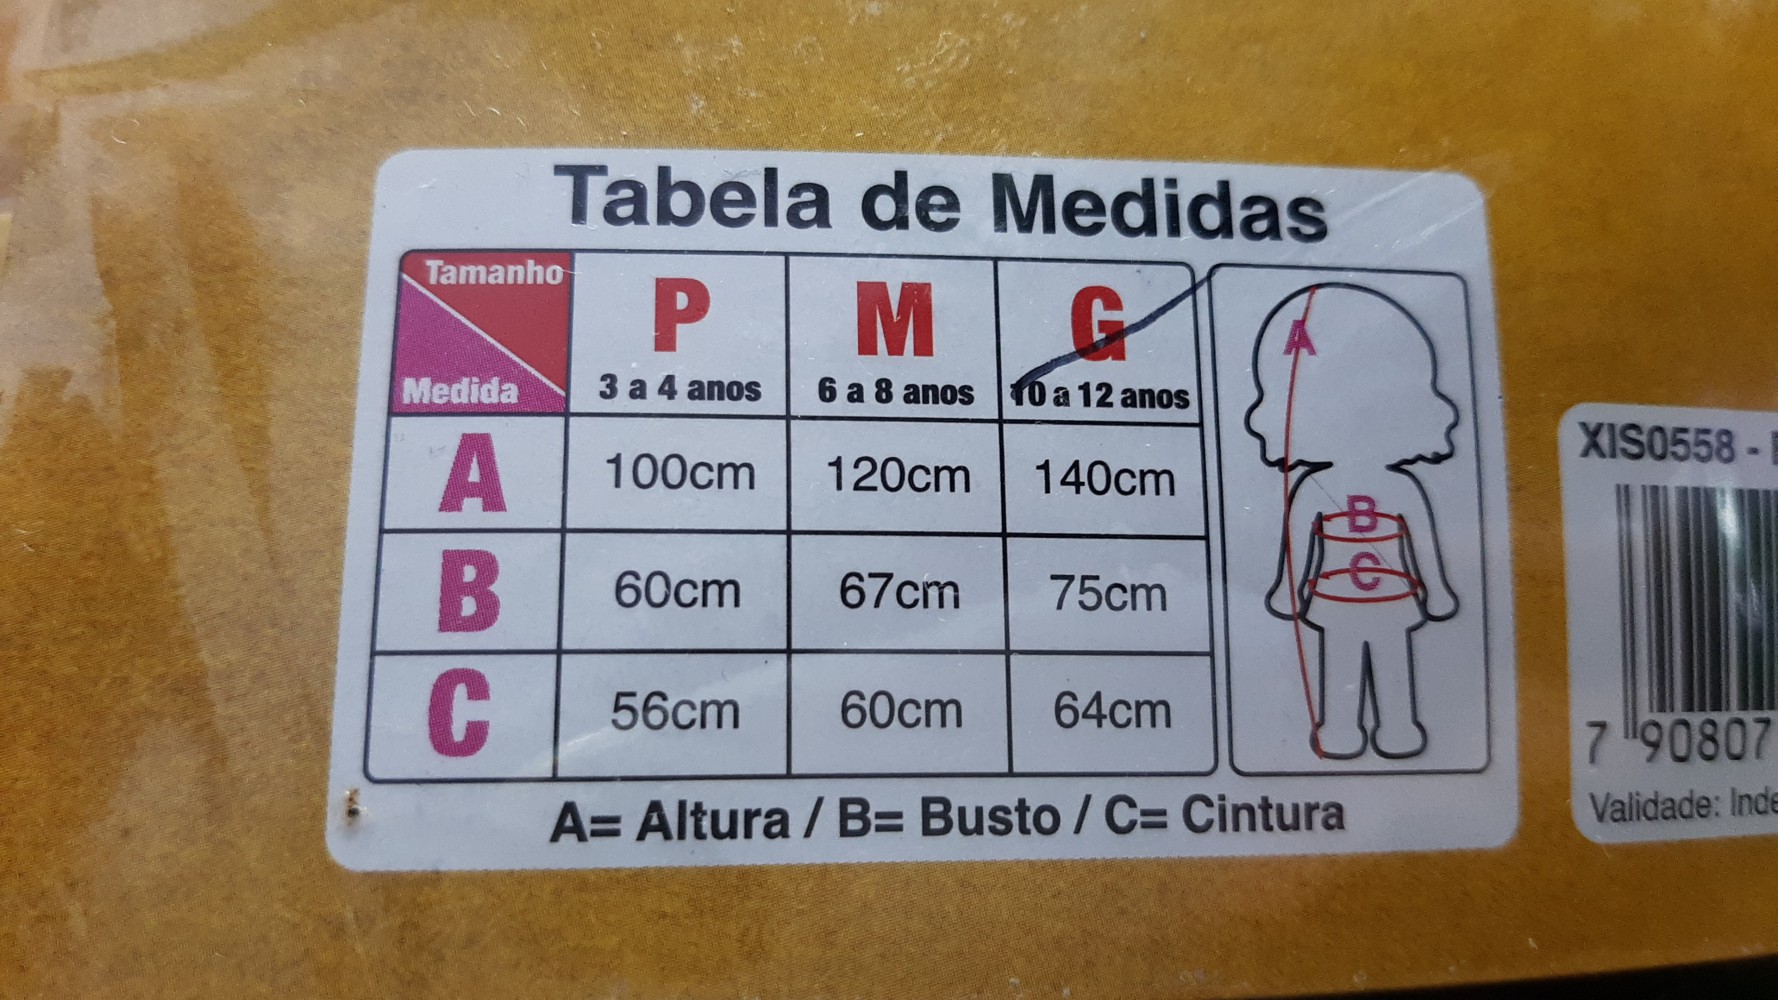 Tabela de Medidas
Tamanho
Medida
P
3 a 4 anos
M
6 a 8 anos
G
10 a 12 anos
A 100cm 120cm 140cm
B 60cm 67cm 75cm
C 56cm 60cm 64cm
A
B
C
A= Altura / B= Busto / C= Cintura
XIS0558 -
7 90807
Validade: